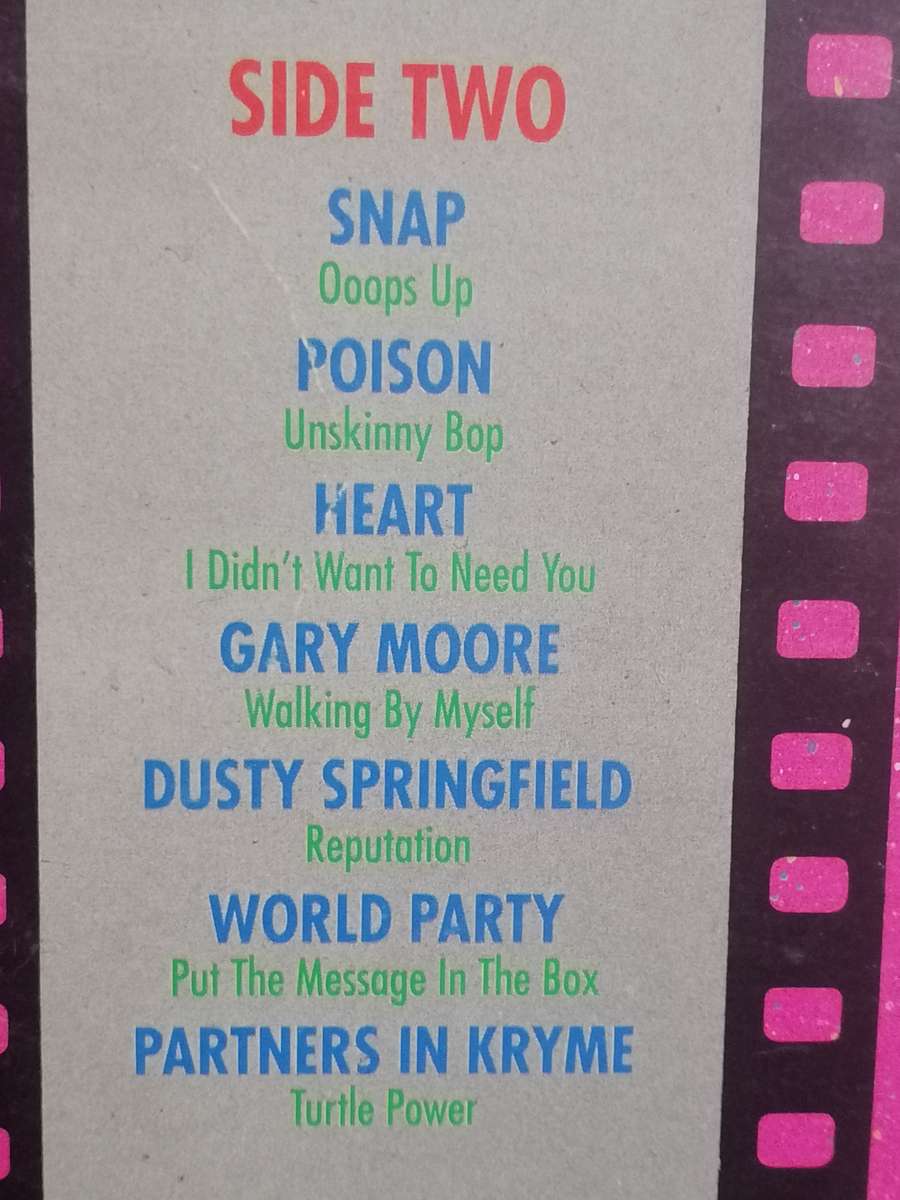 SIDE TWO
SNAP
Ooops Up
POISON
Unskinny Bop
HEART
I Didn't Want To Need You
GARY MOORE
Walking By Myself
DUSTY SPRINGFIELD
Reputation
WORLD PARTY
Put The Message In The Box
PARTNERS IN KRYME
Turtle Power